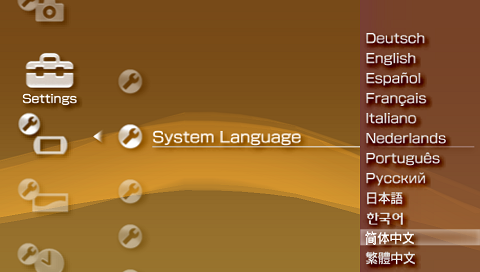 Settings
System Language
Deutsch
English
Español
Français
Italiano
Nederlands
Português
Русский
日本語
한국어
简体中文
繁體中文